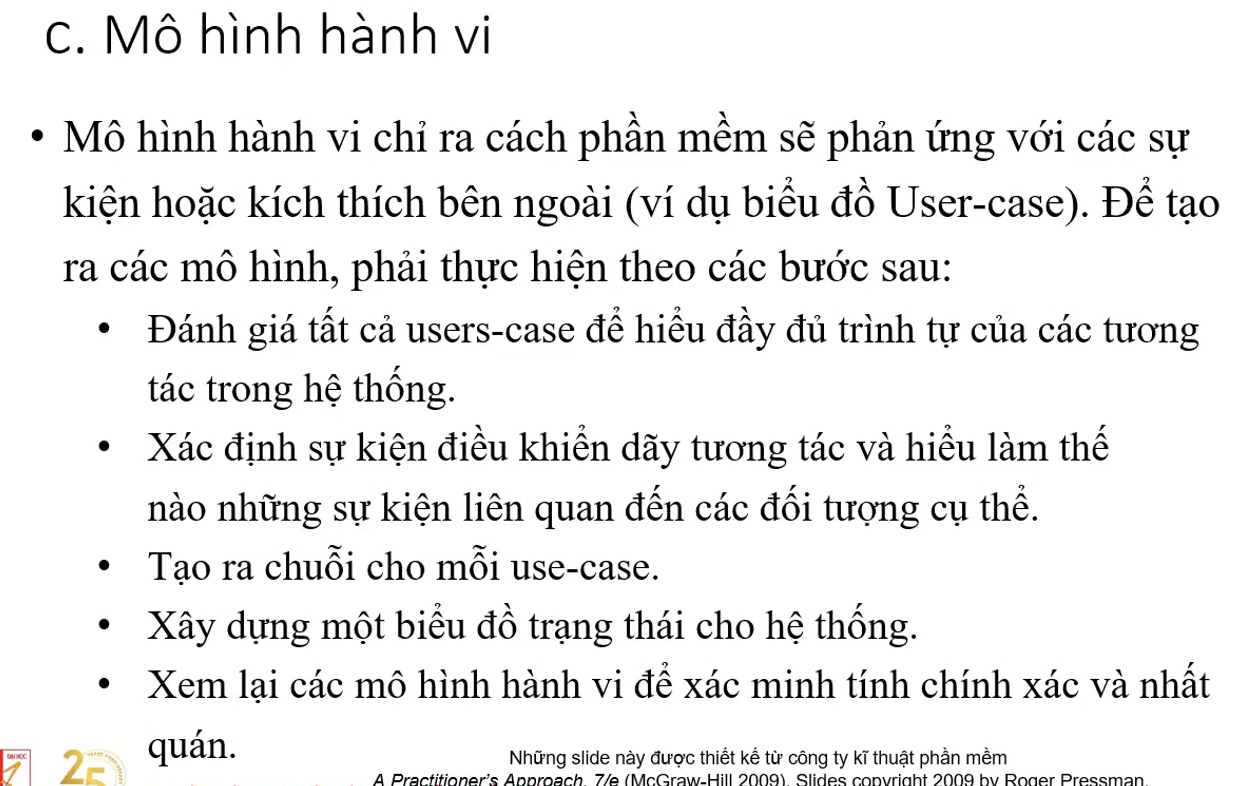 c. Mô hình hành vi
• Mô hình hành vi chỉ ra cách phần mềm sẽ phản ứng với các sự
kiện hoặc kích thích bên ngoài (ví dụ biểu đồ User-case). Để tạo
ra các mô hình, phải thực hiện theo các bước sau:
• Đánh giá tất cả users-case để hiểu đầy đủ trình tự của các tương
tác trong hệ thống.
• Xác định sự kiện điều khiển dãy tương tác và hiểu làm thế
nào những sự kiện liên quan đến các đối tượng cụ thể.
• Tạo ra chuỗi cho mỗi use-case.
• Xây dựng một biểu đồ trạng thái cho hệ thống.
• Xem lại các mô hình hành vi để xác minh tính chính xác và nhất
quán.
ĐẠI HỌC
25
Những slide này được thiết kế từ công ty kĩ thuật phần mềm
A Practitioner's Approach, 7/e (McGraw-Hill 2009). Slides copyright 2009 by Roger Pressman.